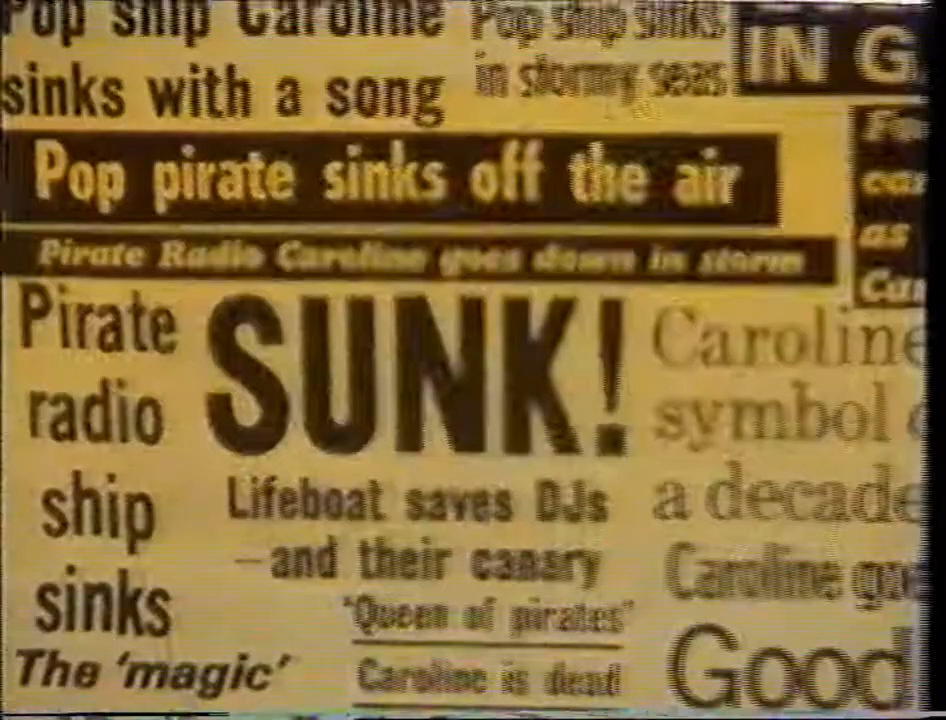 Pop ship Caroline
sinks with a song
Pop ship sinks
in stormy seas
IN G
Pop pirate sinks off the air
Pirate Radio Caroline goes down in storm
as
Pirate
radio
ship
sinks
The 'magic'
SUNK!
Lifeboat saves DJs
—and their canary
'Queen of pirates'
Caroline is dead
Caroline
symbol
a decade
Caroline
Good